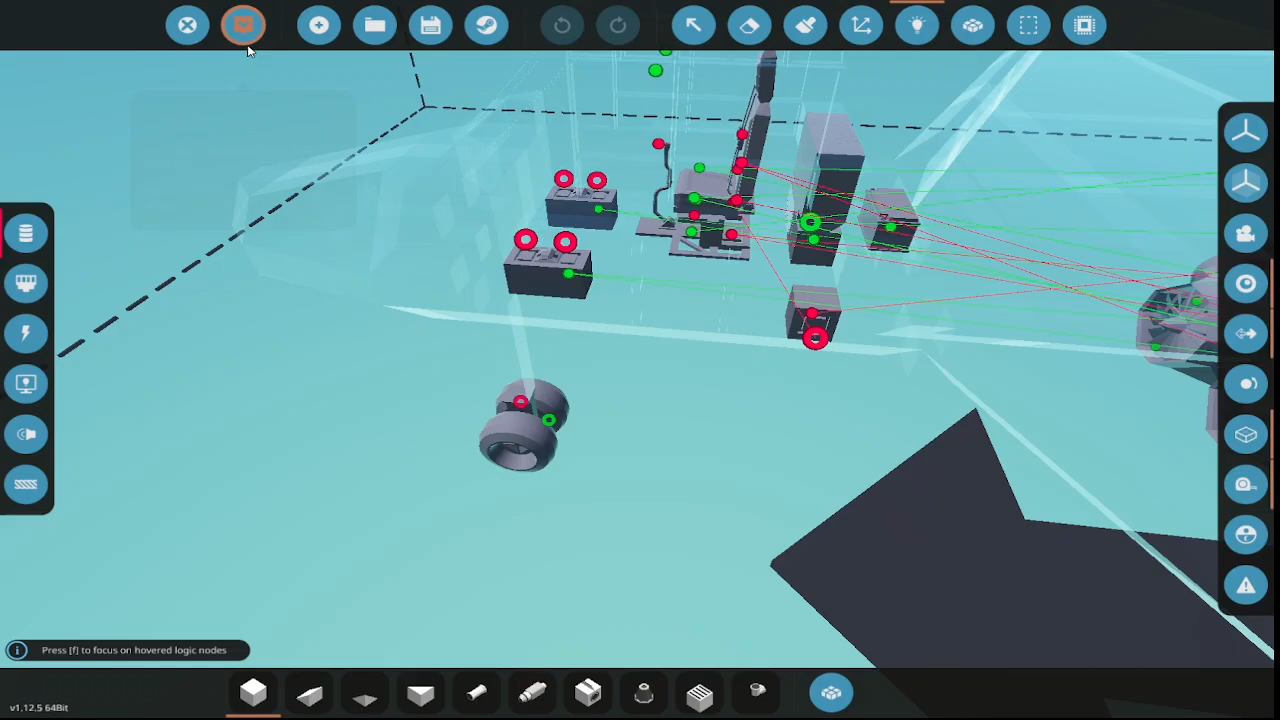 Press [f] to focus on hovered logic nodes
v1.12.5 64Bit